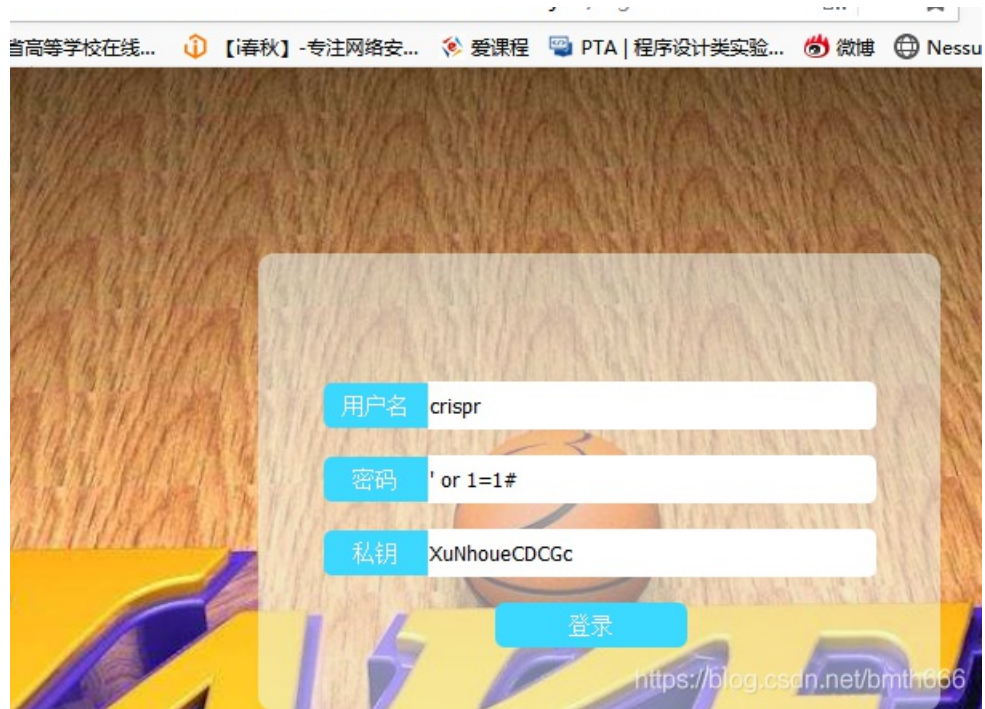 省高等学校在线... 【i春秋】-专注网络安... 爱课程 PTA | 程序设计类实验... 微博 Nessu
用户名 crispr
密码 ' or 1=1#
私钥 XuNhoueCDCGc
登录
https://blog.csdn.net/bmth666